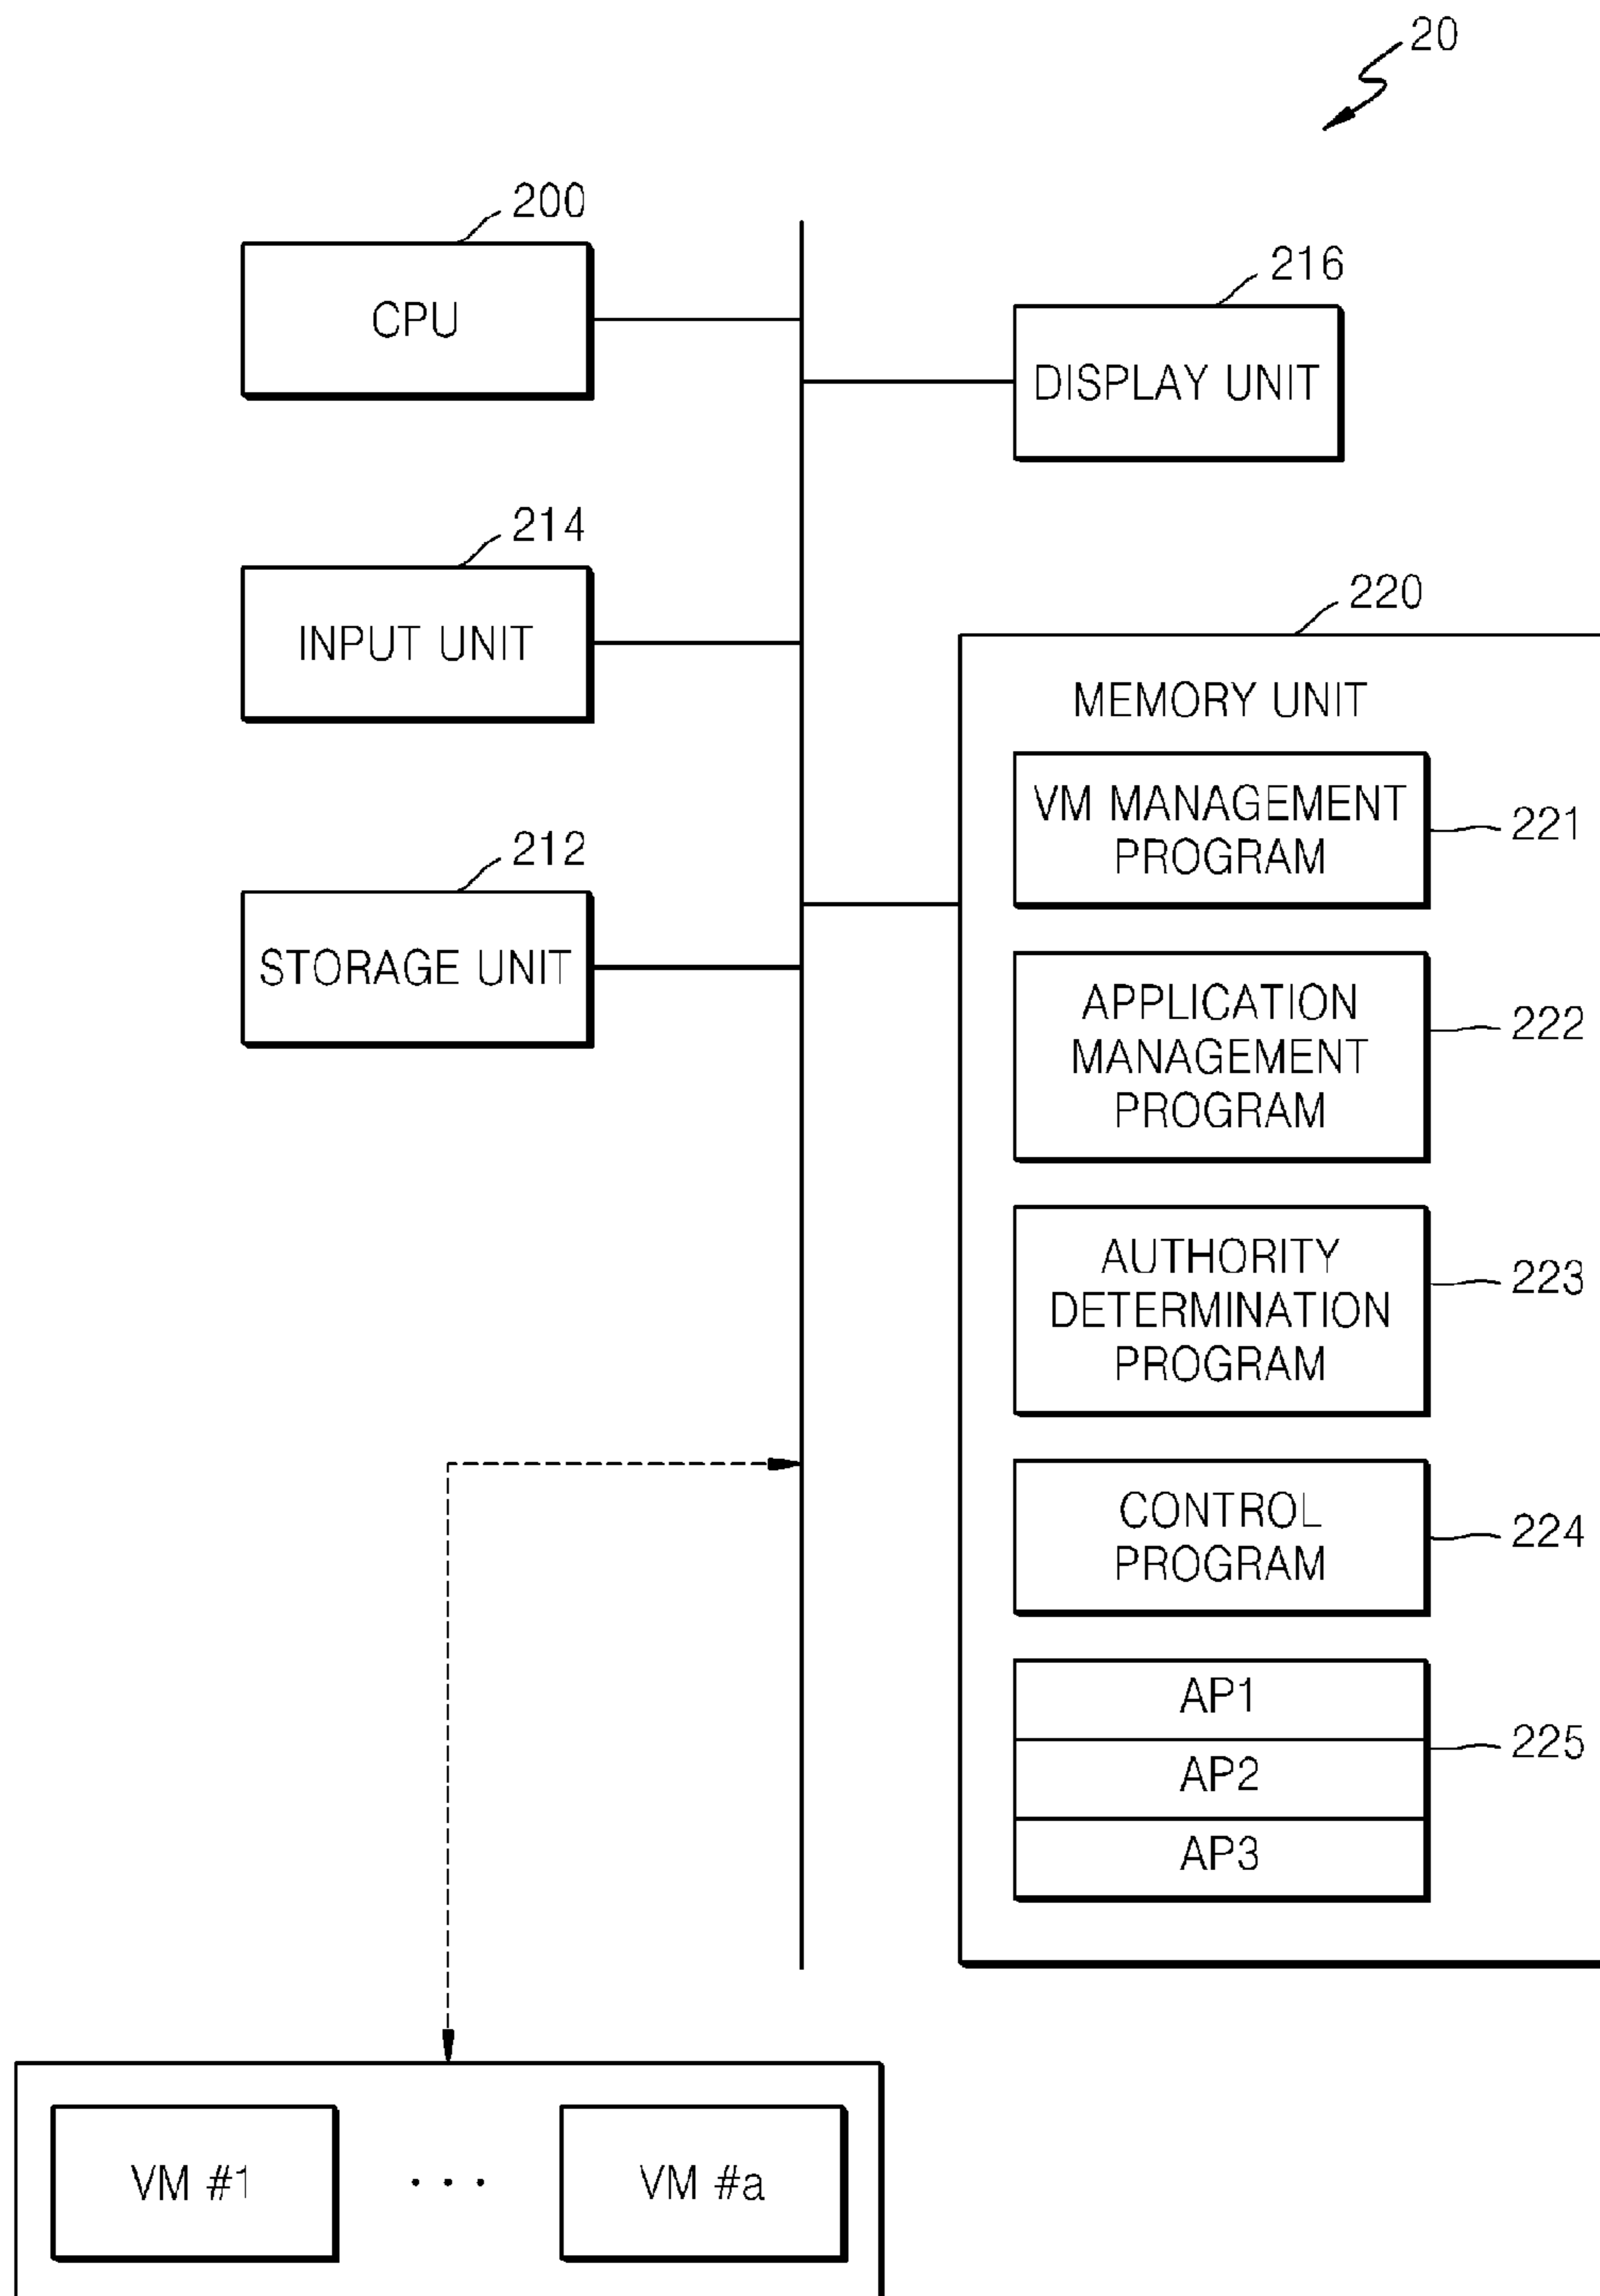 20
200
CPU
216
DISPLAY UNIT
214
INPUT UNIT
220
MEMORY UNIT
VM MANAGEMENT
PROGRAM
221
212
STORAGE UNIT
APPLICATION
MANAGEMENT
PROGRAM
222
AUTHORITY
DETERMINATION
PROGRAM
223
CONTROL
PROGRAM
224
AP1
AP2
AP3
225
VM #1
· · ·
VM #a